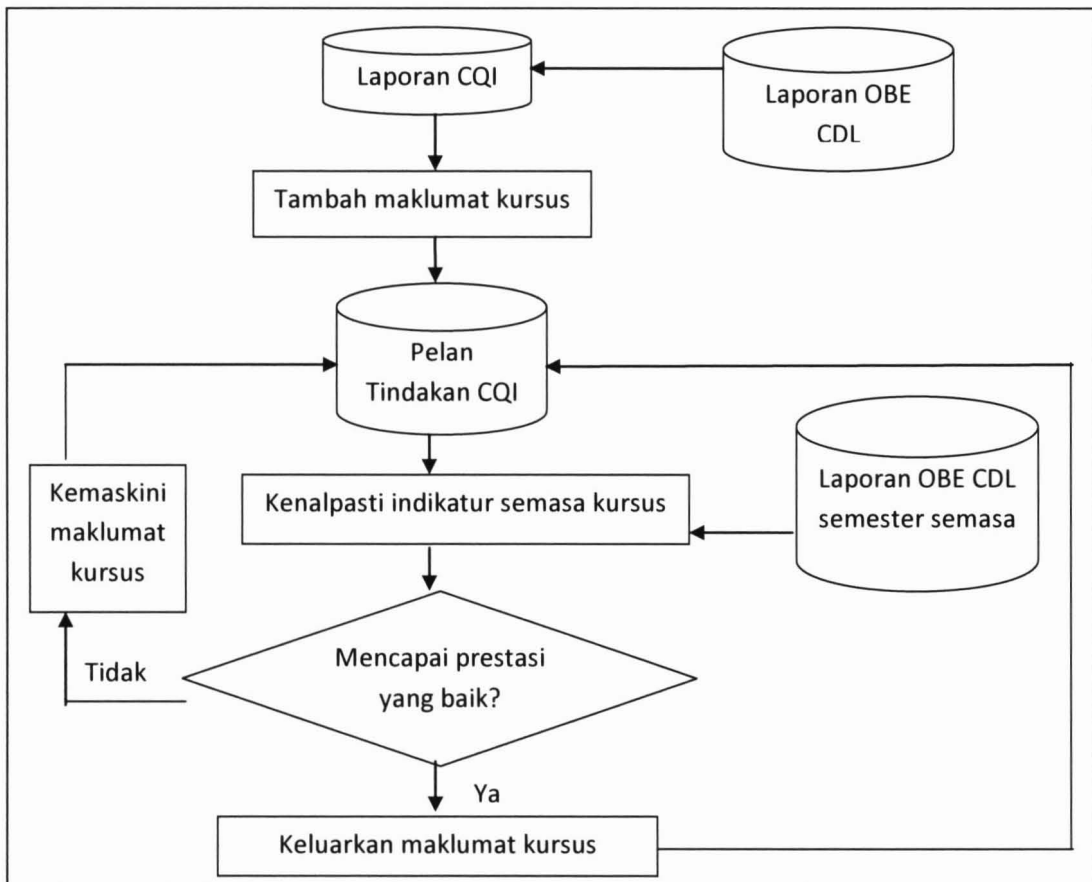 Laporan CQI
Laporan OBE
CDL
Tambah maklumat kursus
Pelan
Tindakan CQI
Laporan OBE CDL
semester semasa
Kemaskini
maklumat
kursus
Kenalpasti indikatur semasa kursus
Tidak
Mencapai prestasi
yang baik?
Ya
Keluarkan maklumat kursus